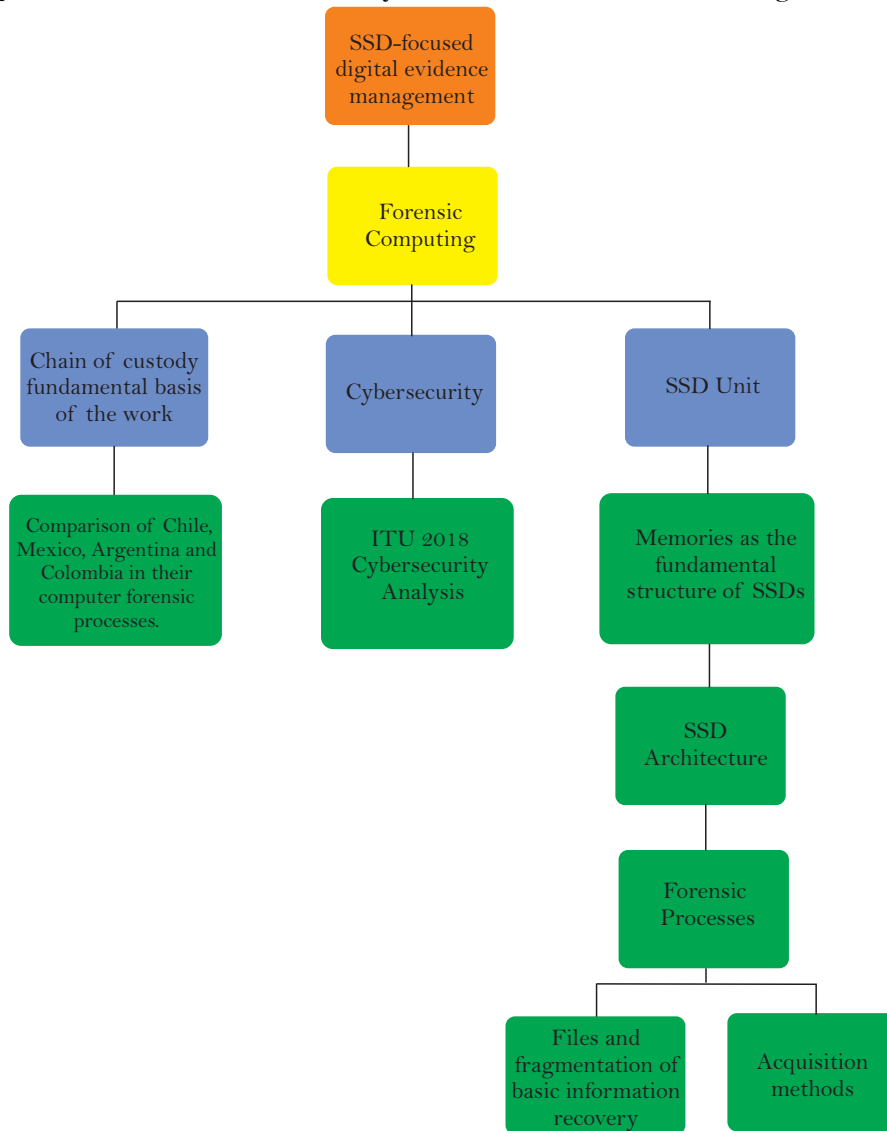 SSD-focused
digital evidence
management
Forensic
Computing
Chain of custody
fundamental basis
of the work
Cybersecurity
SSD Unit
Comparison of Chile,
Mexico, Argentina and
Colombia in their
computer forensic
processes.
ITU 2018
Cybersecurity
Analysis
Memories as the
fundamental
structure of SSDs
SSD
Architecture
Forensic
Processes
Files and
fragmentation of
basic information
recovery
Acquisition
methods